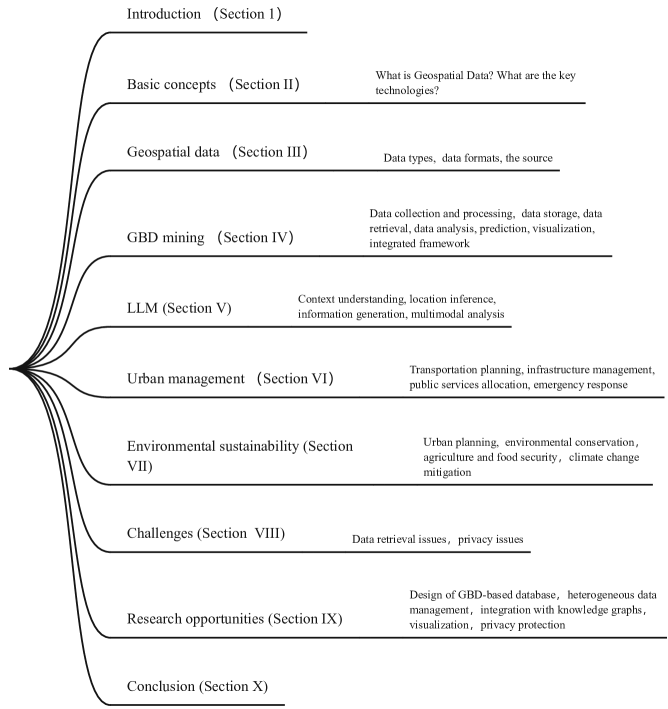 Introduction （Section 1）
Basic concepts （Section II）
What is Geospatial Data? What are the key
technologies?
Geospatial data （Section III）
Data types, data formats, the source
GBD mining （Section IV）
Data collection and processing, data storage, data
retrieval, data analysis, prediction, visualization,
integrated framework
LLM (Section V)
Context understanding, location inference,
information generation, multimodal analysis
Urban management （Section VI）
Transportation planning, infrastructure management,
public services allocation, emergency response
Environmental sustainability (Section
VII)
Urban planning, environmental conservation,
agriculture and food security, climate change
mitigation
Challenges (Section VIII)
Data retrieval issues, privacy issues
Research opportunities (Section IX)
Design of GBD-based database, heterogeneous data
management, integration with knowledge graphs,
visualization, privacy protection
Conclusion (Section X)